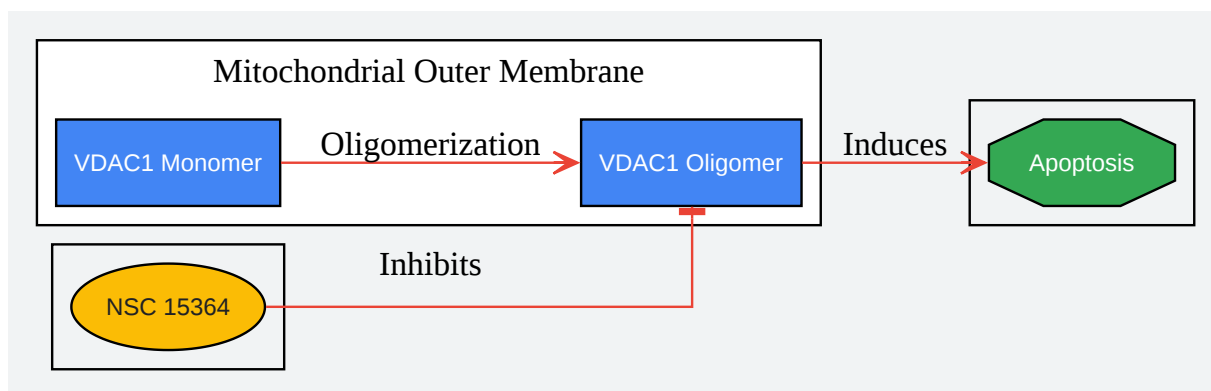 Mitochondrial Outer Membrane
VDAC1 Monomer
Oligomerization
VDAC1 Oligomer
Induces
Apoptosis
Inhibits
NSC 15364